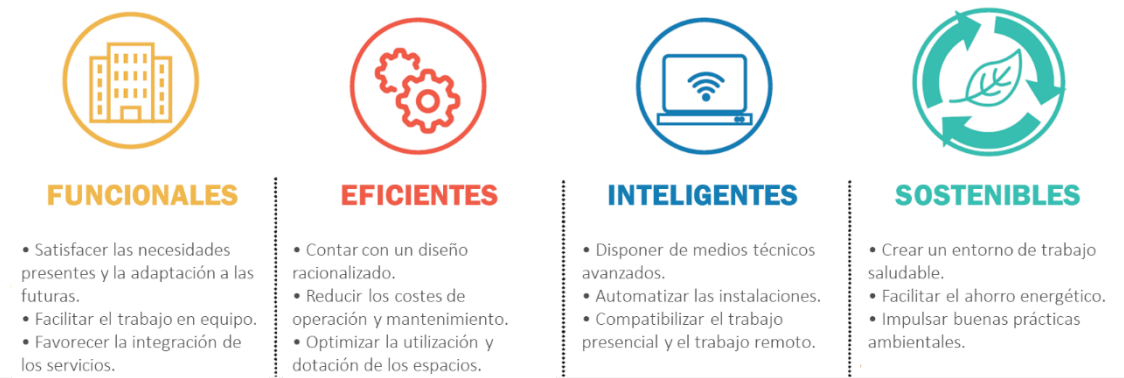 FUNCIONALES
• Satisfacer las necesidades
presentes y la adaptación a las
futuras.
• Facilitar el trabajo en equipo.
• Favorecer la integración de
los servicios.
EFICIENTES
• Contar con un diseño
racionalizado.
• Reducir los costes de
operación y mantenimiento.
• Optimizar la utilización y
dotación de los espacios.
INTELIGENTES
• Disponer de medios técnicos
avanzados.
• Automatizar las instalaciones.
• Compatibilizar el trabajo
presencial y el trabajo remoto.
SOSTENIBLES
• Crear un entorno de trabajo
saludable.
• Facilitar el ahorro energético.
• Impulsar buenas prácticas
ambientales.